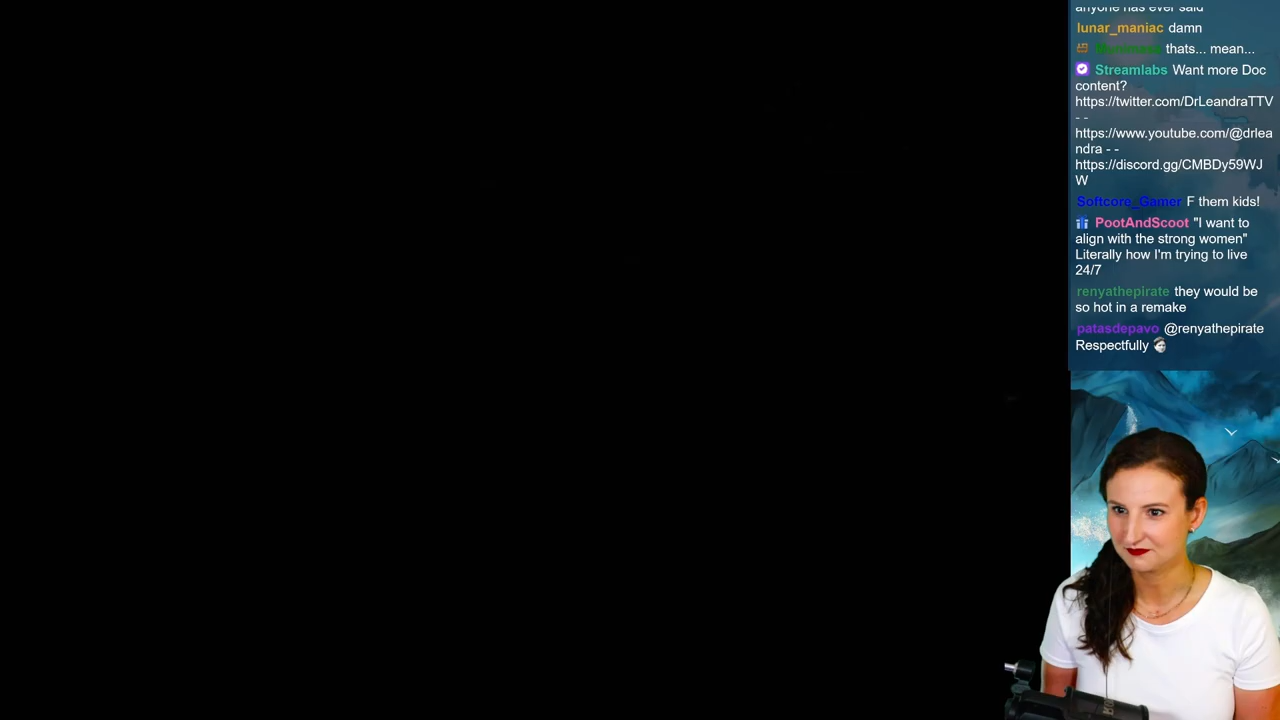 anyone has ever said
lunar_maniac damn
thats... mean...
Streamlabs Want more Doc
content?
https://twitter.com/DrLeandraTTV
- -
https://www.youtube.com/@drlea
ndra - -
https://discord.gg/CMBDy59WJ
W
Softcore_Gamer F them kids!
PootAndScoot "I want to
align with the strong women"
Literally how I'm trying to live
24/7
renyathepirate they would be
so hot in a remake
patasdepavo @renyathepirate
Respectfully